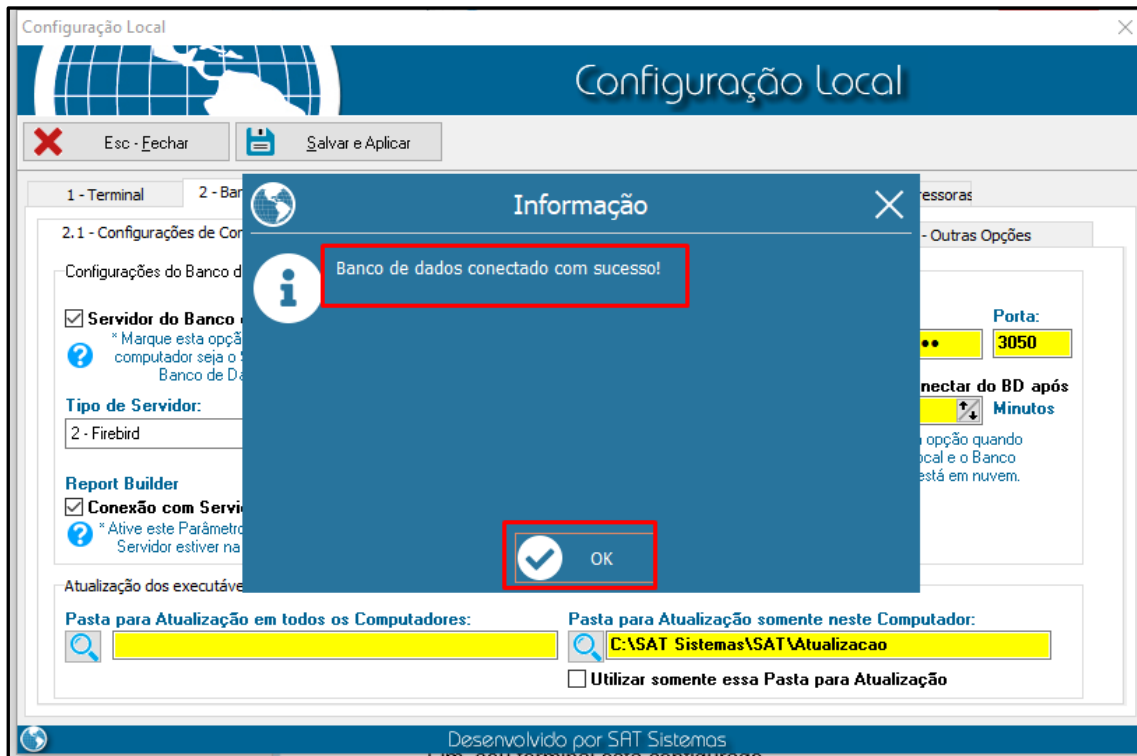 Configuração Local
Configuração Local
Esc - Fechar
Salvar e Aplicar
1 - Terminal
2 - Ban
ressoras
2.1 - Configurações de Con
- Outras Opções
Informação
Banco de dados conectado com sucesso!
Configurações do Banco d
Servidor do Banco
* Marque esta opçã
computador seja o
Banco de Da
Porta:
3050
Tipo de Servidor:
2 - Firebird
nectar do BD após
Minutos
opção quando
ocal e o Banco
está em nuvem.
Report Builder
Conexão com Servi
* Ative este Parâmetro
Servidor estiver na
OK
Atualização dos executáve
Pasta para Atualização em todos os Computadores:
Pasta para Atualização somente neste Computador:
C:\SAT Sistemas\SAT\Atualizacao
Utilizar somente essa Pasta para Atualização
Desenvolvido por SAT Sistemas